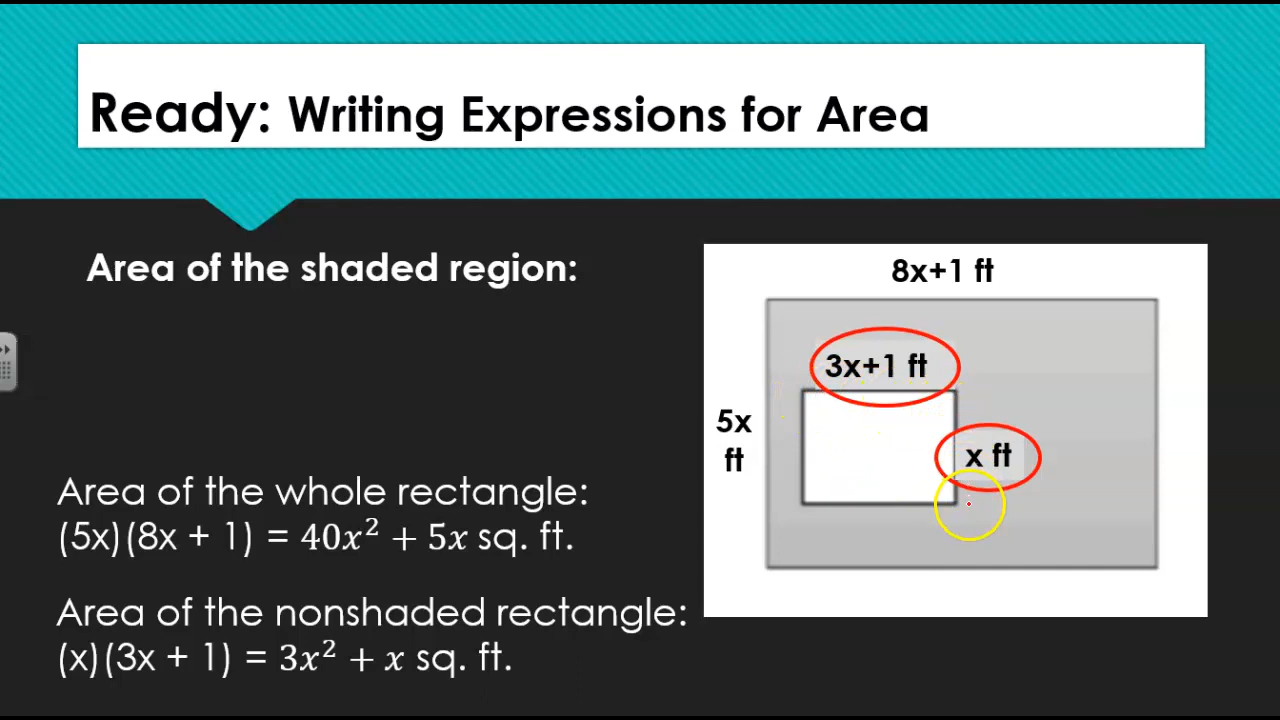 Ready: Writing Expressions for Area
Area of the shaded region:
Area of the whole rectangle:
(5x)(8x + 1) = 40x² + 5x sq. ft.
Area of the nonshaded rectangle:
(x)(3x + 1) = 3x² + x sq. ft.
8x+1 ft
3x+1 ft
5x
ft
x ft